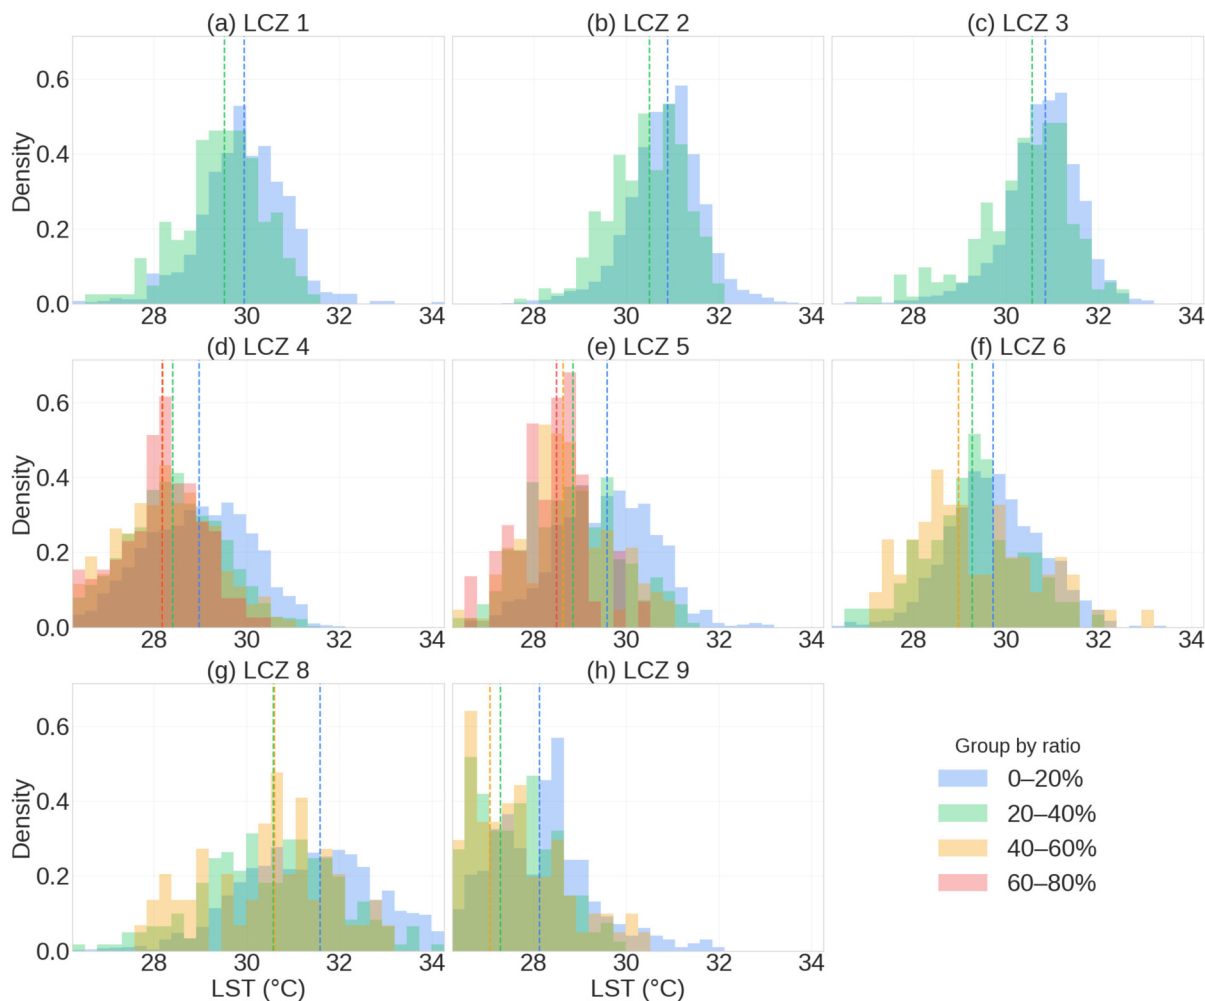 (a) LCZ 1
(b) LCZ 2
(c) LCZ 3
Density
0.6
0.4
0.2
0.0
28 30 32 34
28 30 32 34
28 30 32 34
(d) LCZ 4
(e) LCZ 5
(f) LCZ 6
Density
0.6
0.4
0.2
0.0
28 30 32 34
28 30 32 34
28 30 32 34
(g) LCZ 8
(h) LCZ 9
Density
0.6
0.4
0.2
0.0
28 30 32 34
28 30 32 34
LST (°C)
LST (°C)
Group by ratio
0–20%
20–40%
40–60%
60–80%